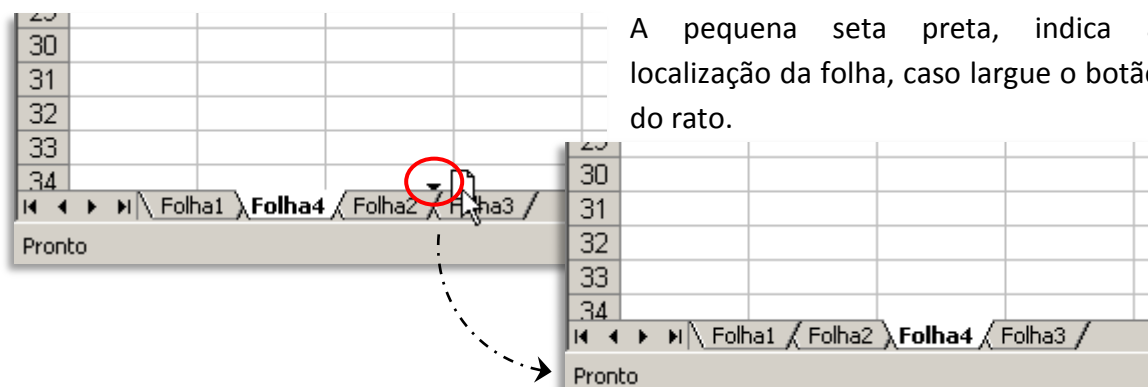 A pequena seta preta, indica
localização da folha, caso largue o botão
do rato.
30
31
32
33
34
Folha1 Folha4 Folha2 Folha3
Pronto
30
31
32
33
34
Folha1 Folha2 Folha4 Folha3
Pronto